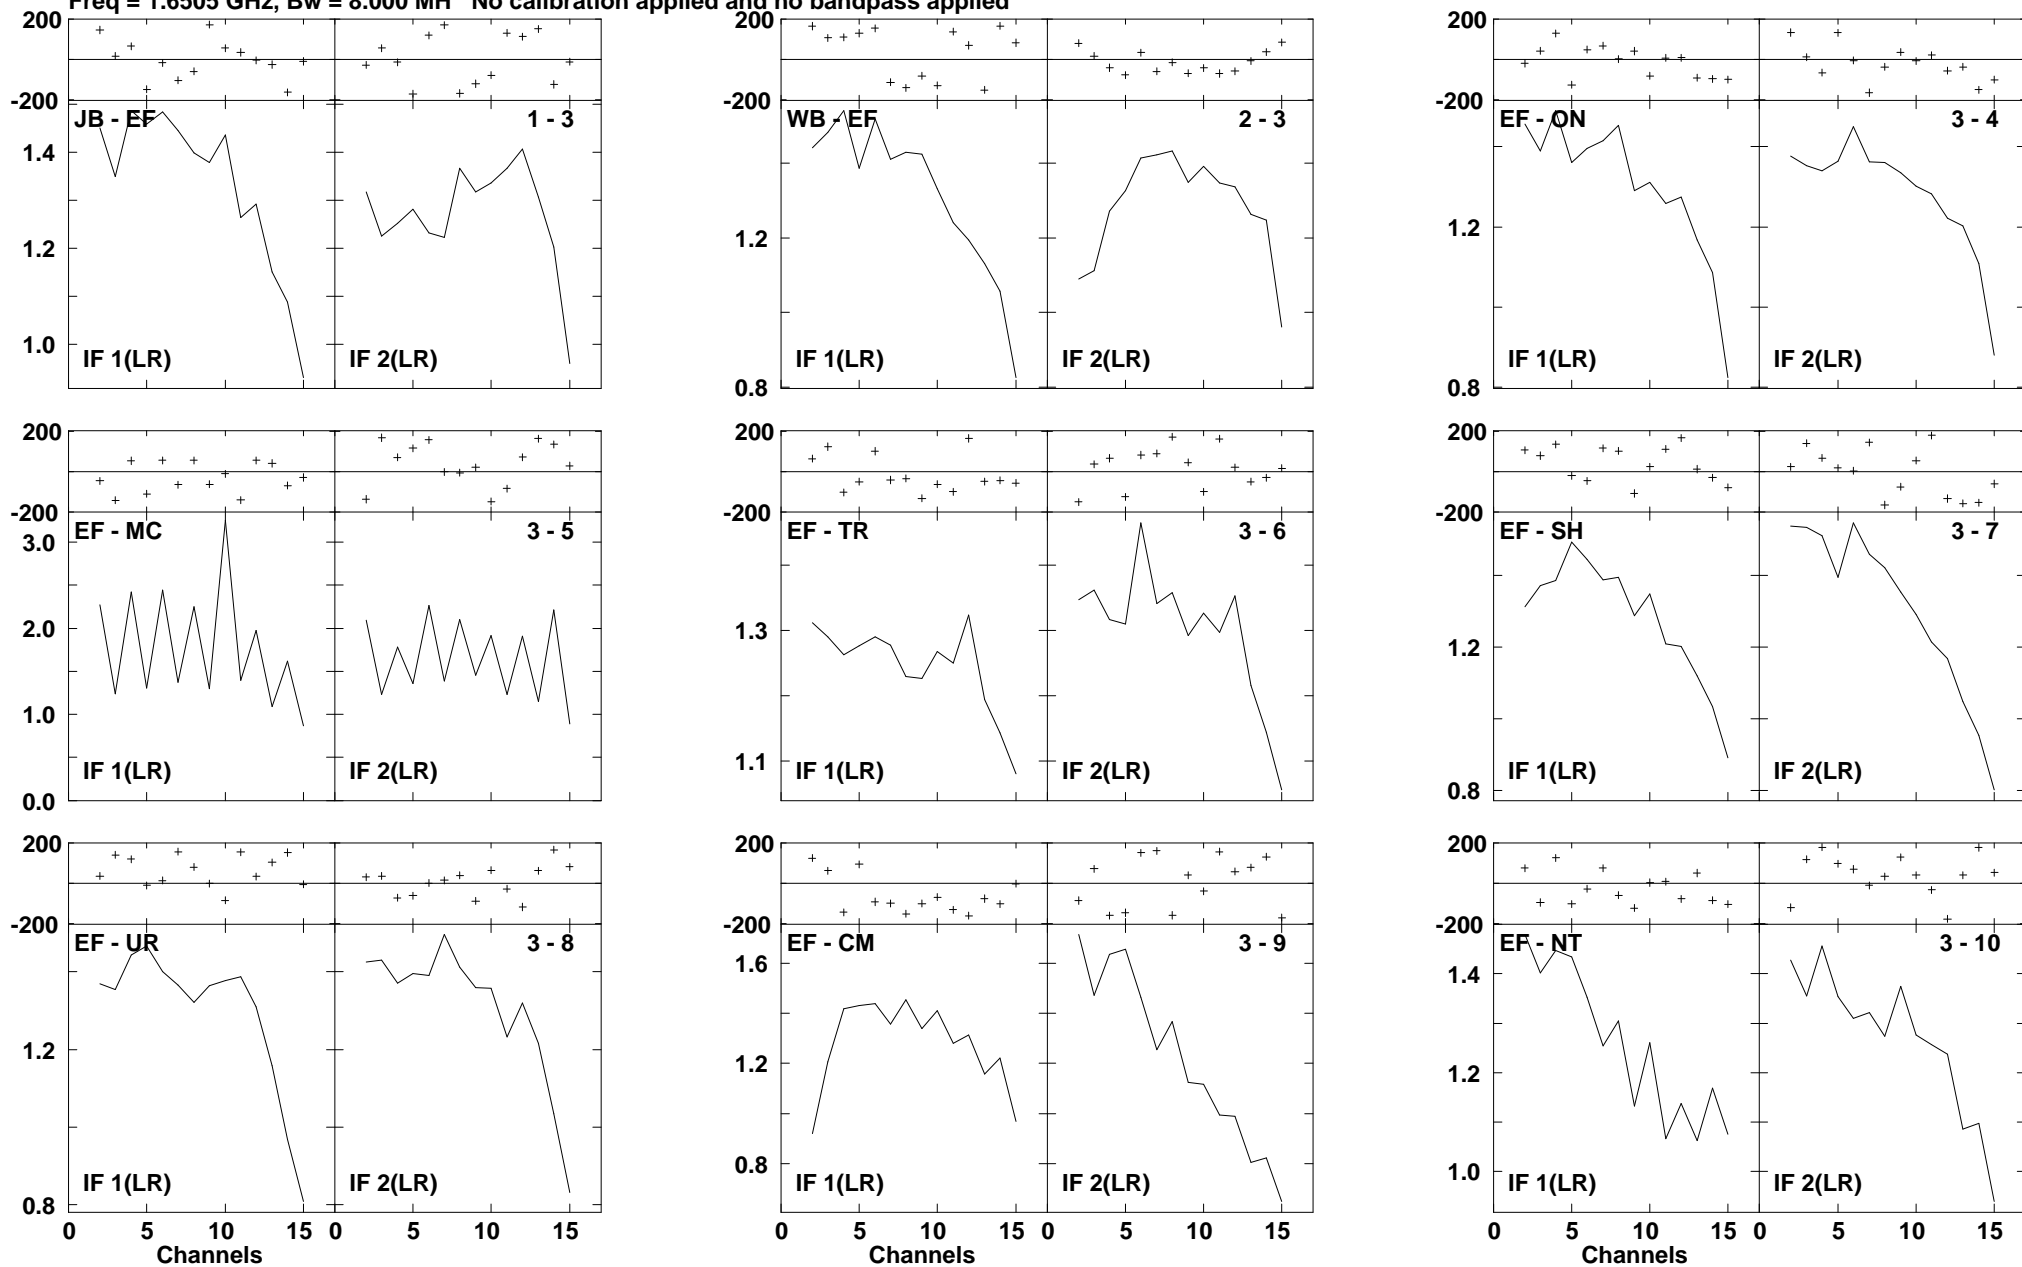 Freq = 1.6505 GHz, Bw = 8.000 MH No calibration applied and no bandpass applied
200
-200
JB - EF 1 - 3
1.4
1.2
1.0
IF 1(LR) IF 2(LR)
200
-200
WB - EF 2 - 3
1.2
0.8
IF 1(LR) IF 2(LR)
200
-200
EF - ON 3 - 4
1.2
0.8
IF 1(LR) IF 2(LR)
200
-200
EF - MC 3 - 5
3.0
2.0
1.0
0.0
IF 1(LR) IF 2(LR)
200
-200
EF - TR 3 - 6
1.3
1.1
IF 1(LR) IF 2(LR)
200
-200
EF - SH 3 - 7
1.2
0.8
IF 1(LR) IF 2(LR)
200
-200
EF - UR 3 - 8
1.2
0.8
IF 1(LR) IF 2(LR)
0 5 10 15 0 5 10 15
Channels
200
-200
EF - CM 3 - 9
1.6
1.4
1.2
0.8
IF 1(LR) IF 2(LR)
0 5 10 15 0 5 10 15
Channels
200
-200
EF - NT 3 - 10
1.4
1.2
1.0
IF 1(LR) IF 2(LR)
0 5 10 15 0 5 10 15
Channels